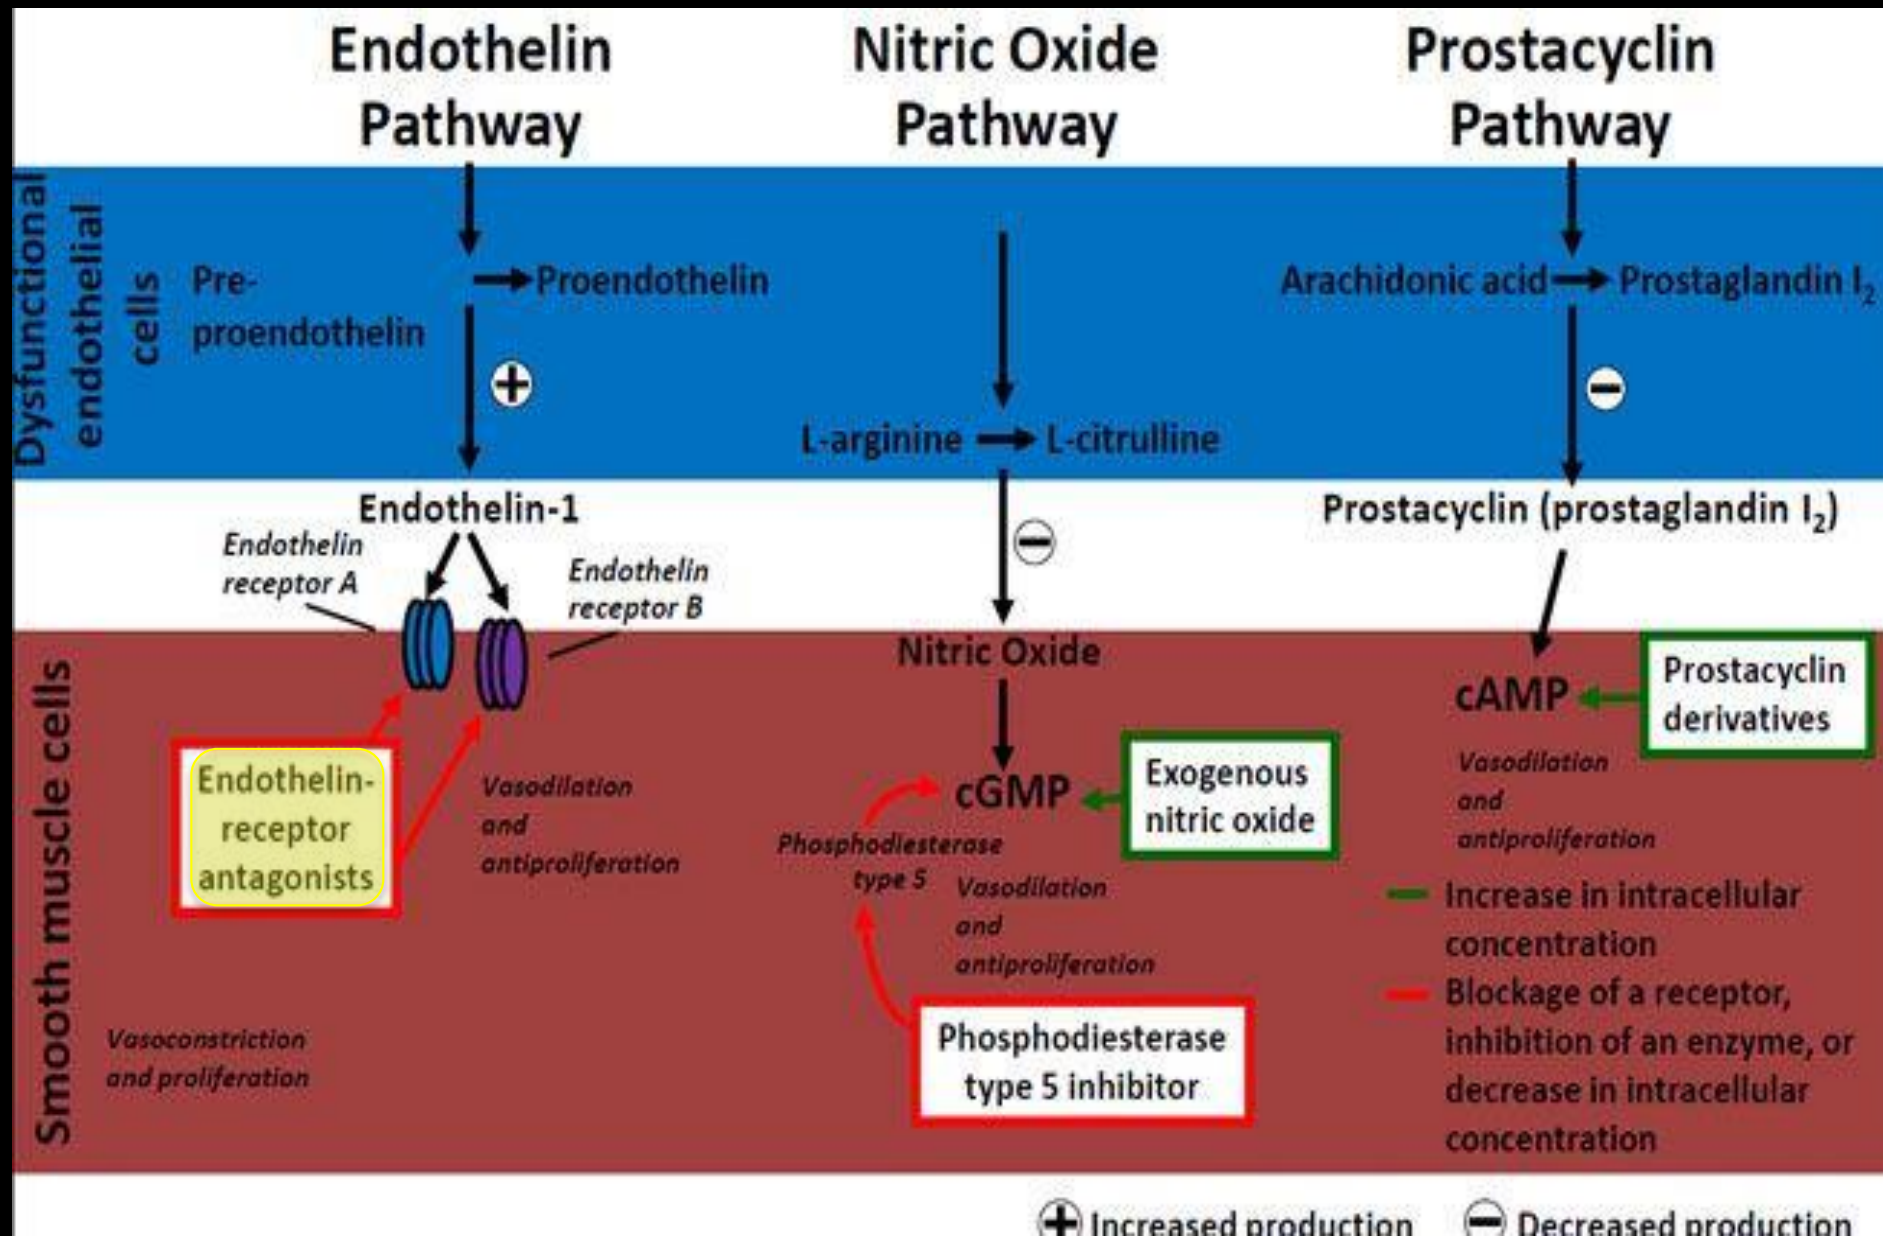 Endothelin
Pathway
Nitric Oxide
Pathway
Prostacyclin
Pathway
Dysfunctional
endothelial
cells
Pre-
proendothelin
Proendothelin
+
L-arginine
L-citrulline
Arachidonic acid
Prostaglandin I₂
−
Endothelin-1
Endothelin
receptor A
Endothelin
receptor B
−
Prostacyclin (prostaglandin I₂)
Smooth muscle cells
Endothelin-
receptor
antagonists
Vasodilation
and
antiproliferation
Vasoconstriction
and proliferation
Nitric Oxide
cGMP
Exogenous
nitric oxide
Phosphodiesterase
type 5
Vasodilation
and
antiproliferation
Phosphodiesterase
type 5 inhibitor
cAMP
Prostacyclin
derivatives
Vasodilation
and
antiproliferation
Increase in intracellular
concentration
Blockage of a receptor,
inhibition of an enzyme, or
decrease in intracellular
concentration
+ Increased production
− Decreased production